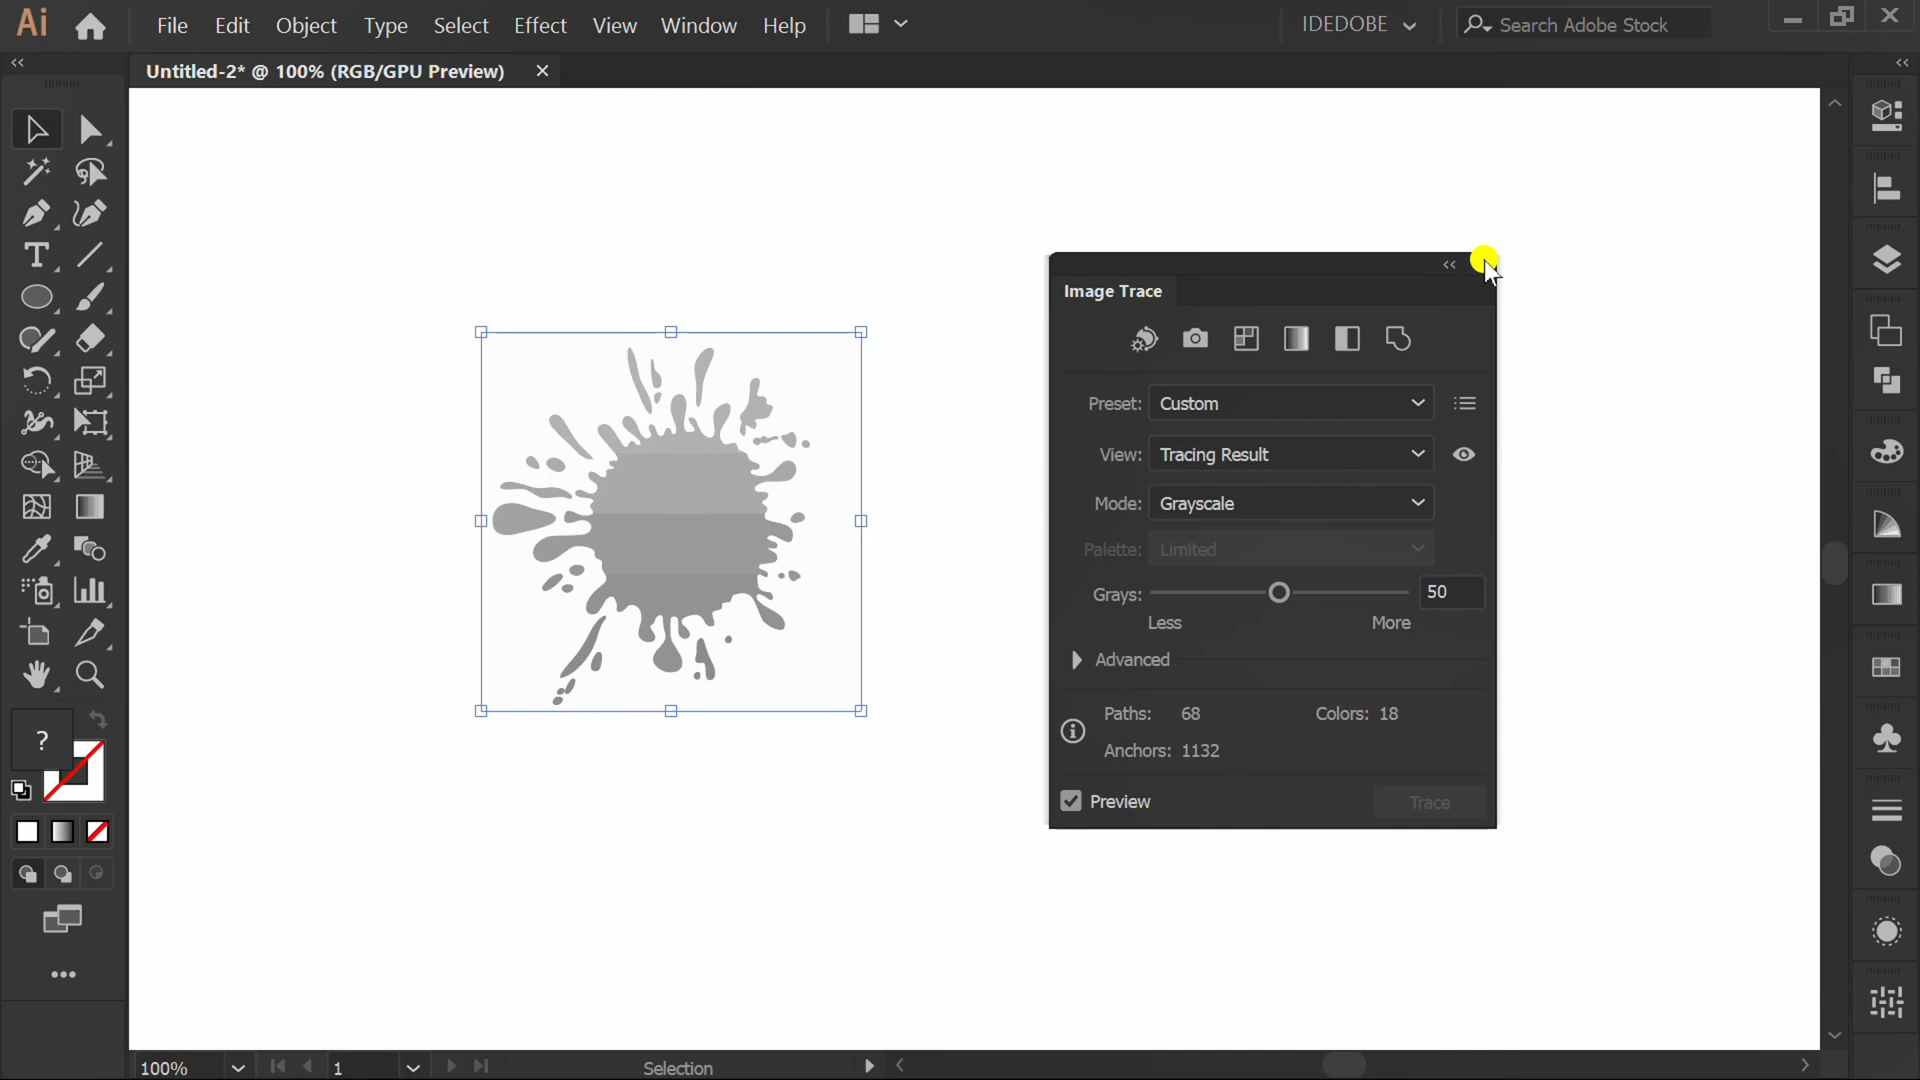 Ai File Edit Object Type Select Effect View Window Help IDEDOBE Search Adobe Stock
Untitled-2* @ 100% (RGB/GPU Preview)
Image Trace
Preset: Custom
View: Tracing Result
Mode: Grayscale
Palette: Limited
Grays: 50
Less More
Advanced
Paths: 68 Colors: 18
Anchors: 1132
Preview Trace
?
100% 1 Selection